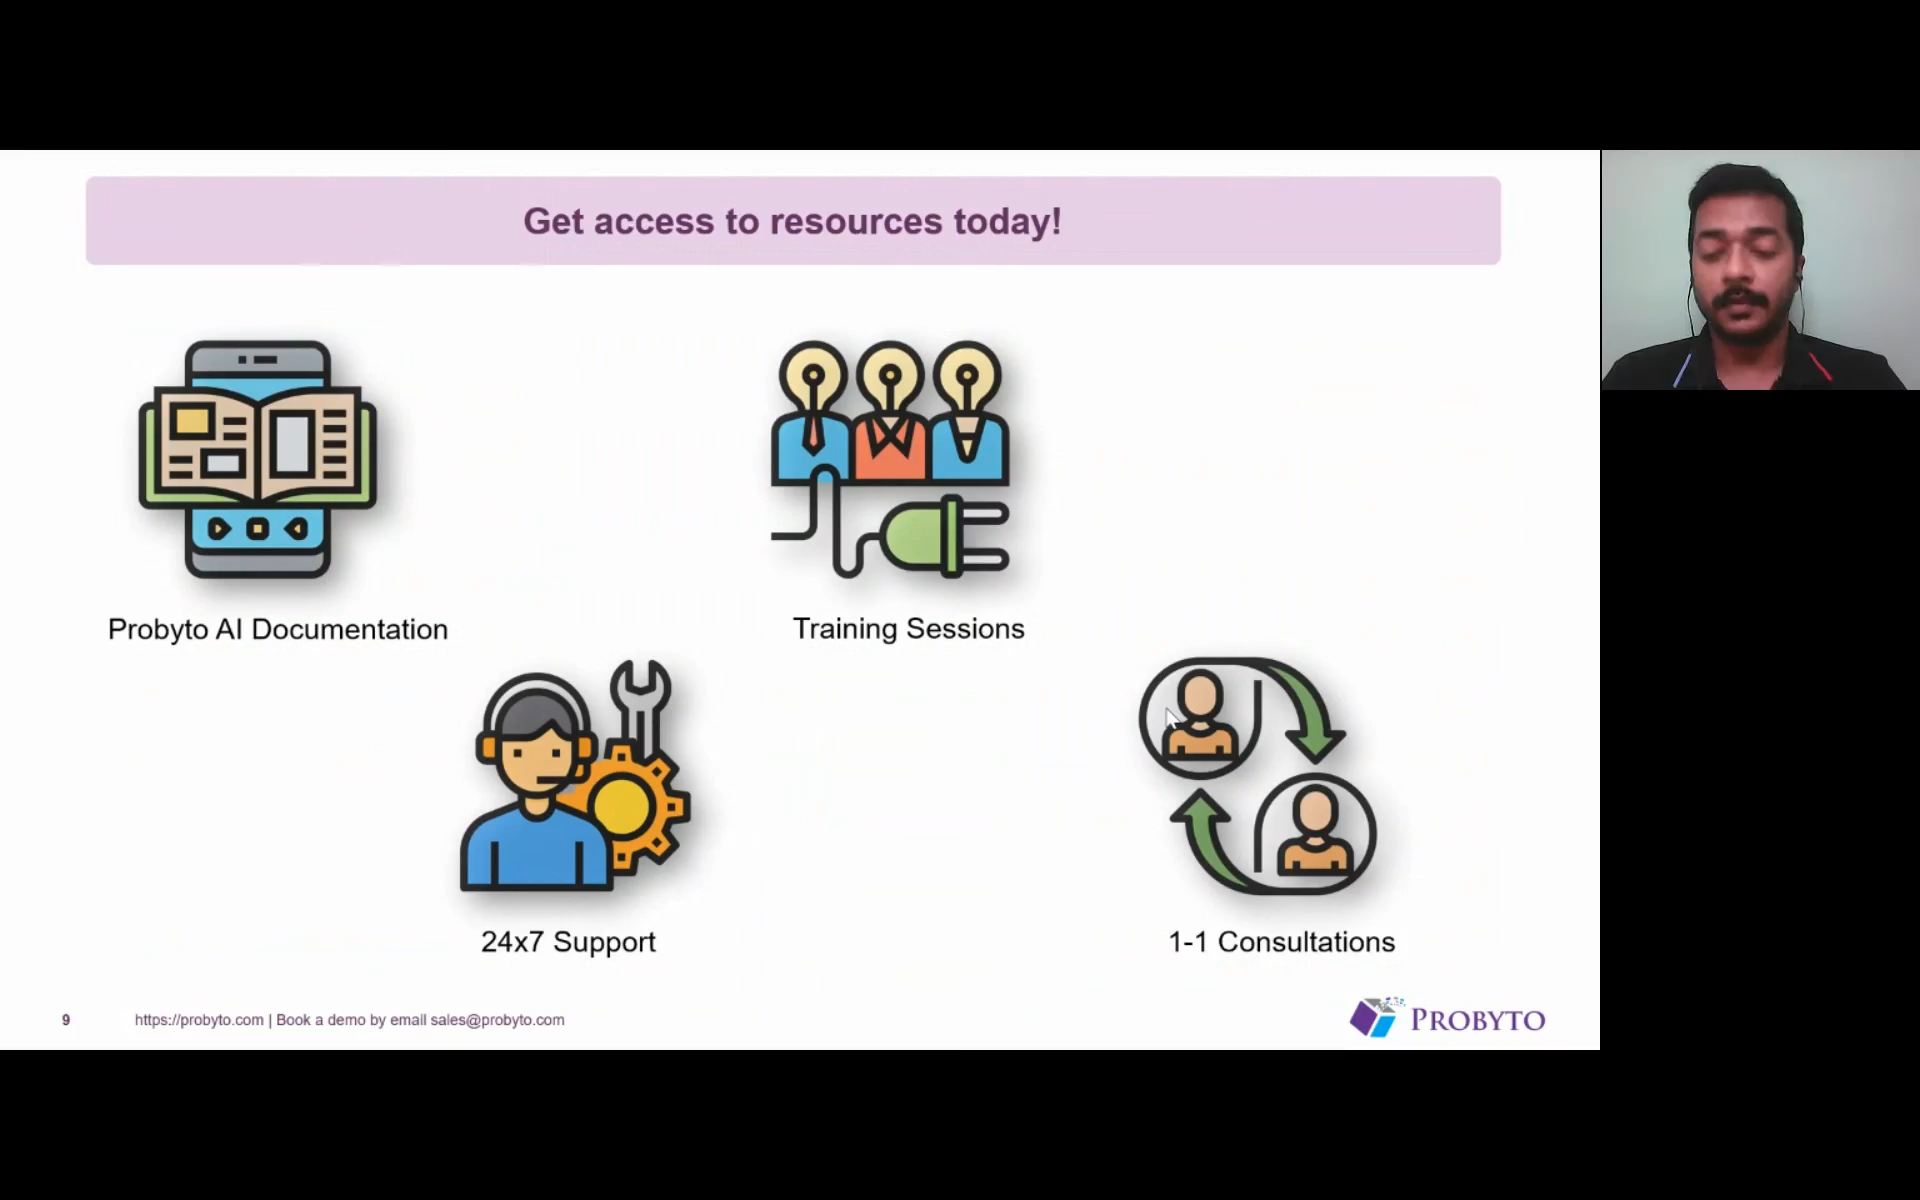 Get access to resources today!
Probyto AI Documentation
Training Sessions
24x7 Support
1-1 Consultations
9
https://probyto.com | Book a demo by email sales@probyto.com
PROBYTO